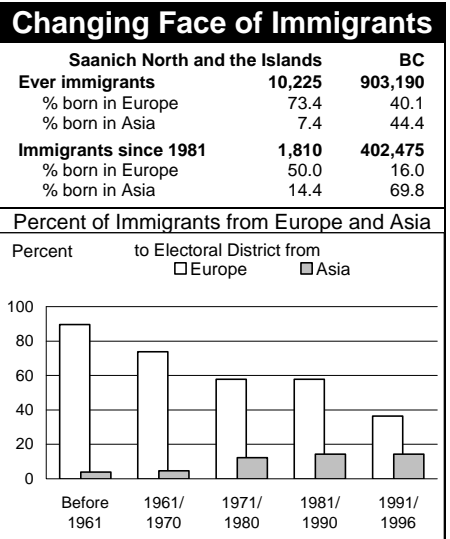 Changing Face of Immigrants
Saanich North and the Islands BC
Ever immigrants 10,225 903,190
% born in Europe 73.4 40.1
% born in Asia 7.4 44.4
Immigrants since 1981 1,810 402,475
% born in Europe 50.0 16.0
% born in Asia 14.4 69.8
Percent of Immigrants from Europe and Asia
Percent to Electoral District from
Europe Asia
100
80
60
40
20
0
Before 1961/ 1971/ 1981/ 1991/
1961 1970 1980 1990 1996